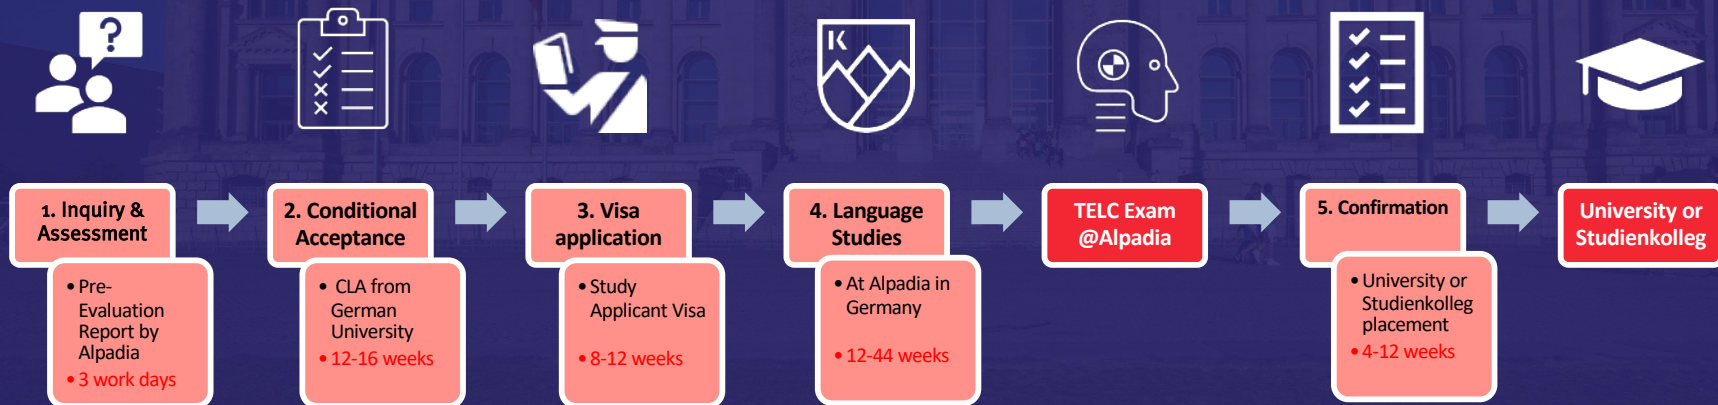 ?
K
1. Inquiry &
Assessment
• Pre-
Evaluation
Report by
Alpadia
• 3 work days
2. Conditional
Acceptance
• CLA from
German
University
• 12-16 weeks
3. Visa
application
• Study
Applicant Visa
• 8-12 weeks
4. Language
Studies
• At Alpadia in
Germany
• 12-44 weeks
TELC Exam
@Alpadia
5. Confirmation
• University or
Studienkolleg
placement
• 4-12 weeks
University or
Studienkolleg